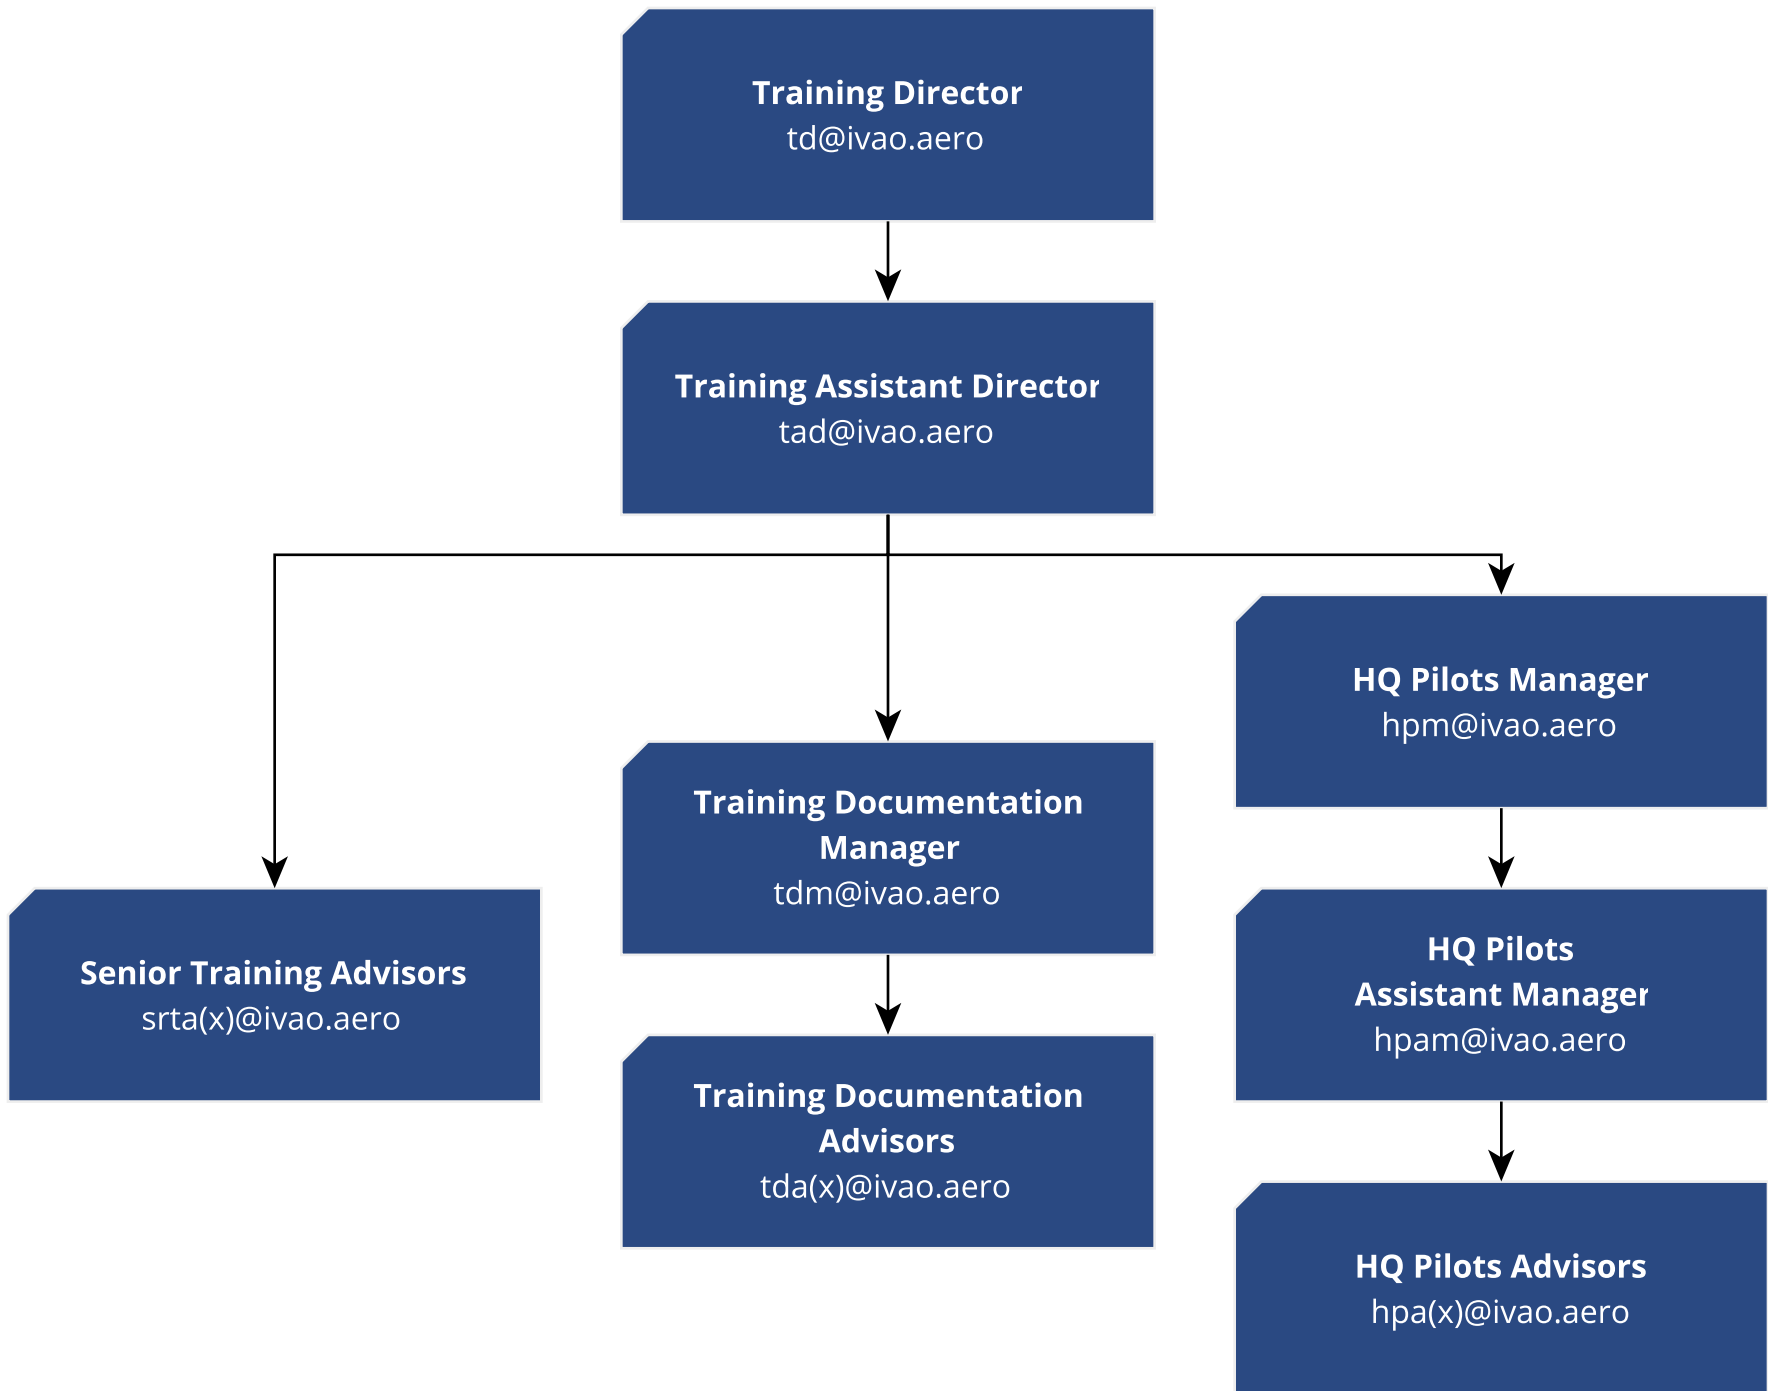 Training Director
td@ivao.aero
Training Assistant Director
tad@ivao.aero
HQ Pilots Manager
hpm@ivao.aero
Training Documentation
Manager
tdm@ivao.aero
Senior Training Advisors
srta(x)@ivao.aero
HQ Pilots
Assistant Manager
hpam@ivao.aero
Training Documentation
Advisors
tda(x)@ivao.aero
HQ Pilots Advisors
hpa(x)@ivao.aero